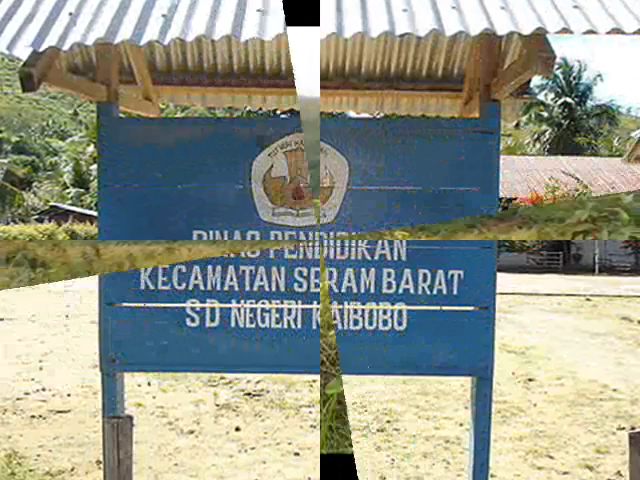 DINAS PENDIDIKAN
KECAMATAN SERAM BARAT
SD NEGERI KAIBOBO